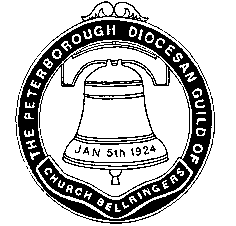 THE PETERBOROUGH DIOCESAN GUILD OF
CHURCH BELLRINGERS
JAN 5th 1924